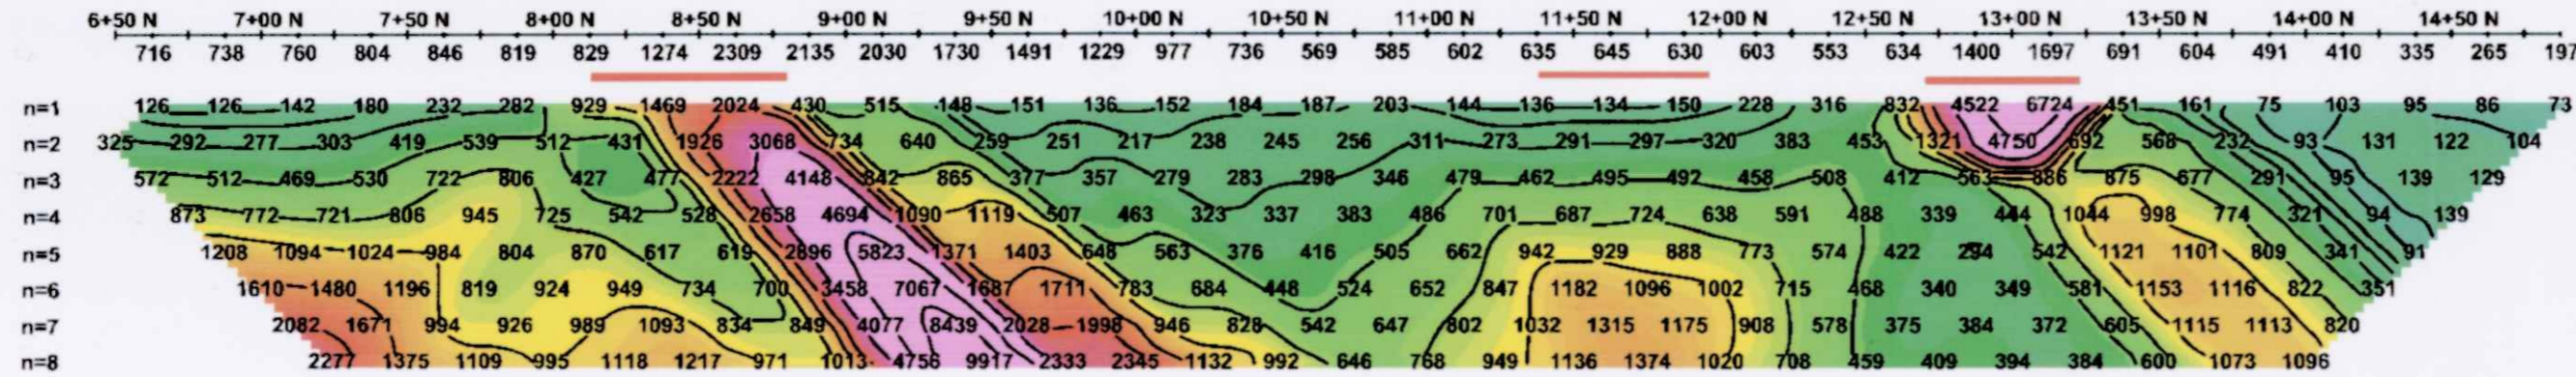 6+50 N 7+00 N 7+50 N 8+00 N 8+50 N 9+00 N 9+50 N 10+00 N 10+50 N 11+00 N 11+50 N 12+00 N 12+50 N 13+00 N 13+50 N 14+00 N 14+50 N
716 738 760 804 846 819 829 1274 2309 2135 2030 1730 1491 1229 977 736 569 585 602 635 645 630 603 553 634 1400 1697 691 604 491 410 335 265 197
n=1 126 126 142 180 232 282 929 1469 2024 430 515 148 151 136 152 184 187 203 144 136 134 150 228 316 832 4522 6724 451 161 75 103 95 86 73
n=2 325 292 277 303 419 539 512 431 1926 3068 734 640 259 251 217 238 245 256 311 273 291 297 320 383 453 1321 4750 692 568 232 93 131 122 104
n=3 572 512 469 530 722 806 427 477 2222 4148 842 865 377 357 279 283 298 346 479 462 495 492 458 508 412 563 886 875 677 291 95 139 129
n=4 873 772 721 806 945 725 542 528 2658 4694 1090 1119 507 463 323 337 383 486 701 687 724 638 591 488 339 444 1044 998 774 321 94 139
n=5 1208 1094 1024 984 804 870 617 619 2896 5823 1371 1403 648 563 376 416 505 662 942 929 888 773 574 422 294 542 1121 1101 809 341 91
n=6 1610 1480 1196 819 924 949 734 700 3458 7067 1687 1711 783 684 448 524 652 847 1182 1096 1002 715 468 340 349 581 1153 1116 822 351
n=7 2082 1671 994 926 989 1093 834 849 4077 8439 2028 1998 946 828 542 647 802 1032 1315 1175 908 578 375 384 372 605 1115 1113 820
n=8 2277 1375 1109 995 1118 1217 971 1013 4756 9917 2333 2345 1132 992 646 768 949 1136 1374 1020 708 459 409 394 384 600 1073 1096